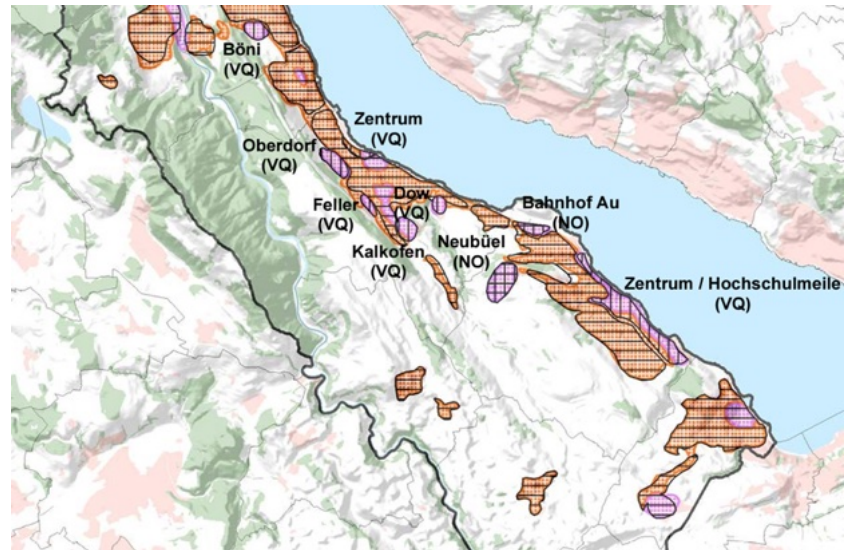 Böni
(VQ)
Zentrum
(VQ)
Oberdorf
(VQ)
Dow
(VQ)
Feller
(VQ)
Bahnhof Au
(NO)
Neubüel
(NO)
Kalkofen
(VQ)
Zentrum / Hochschulmeile
(VQ)